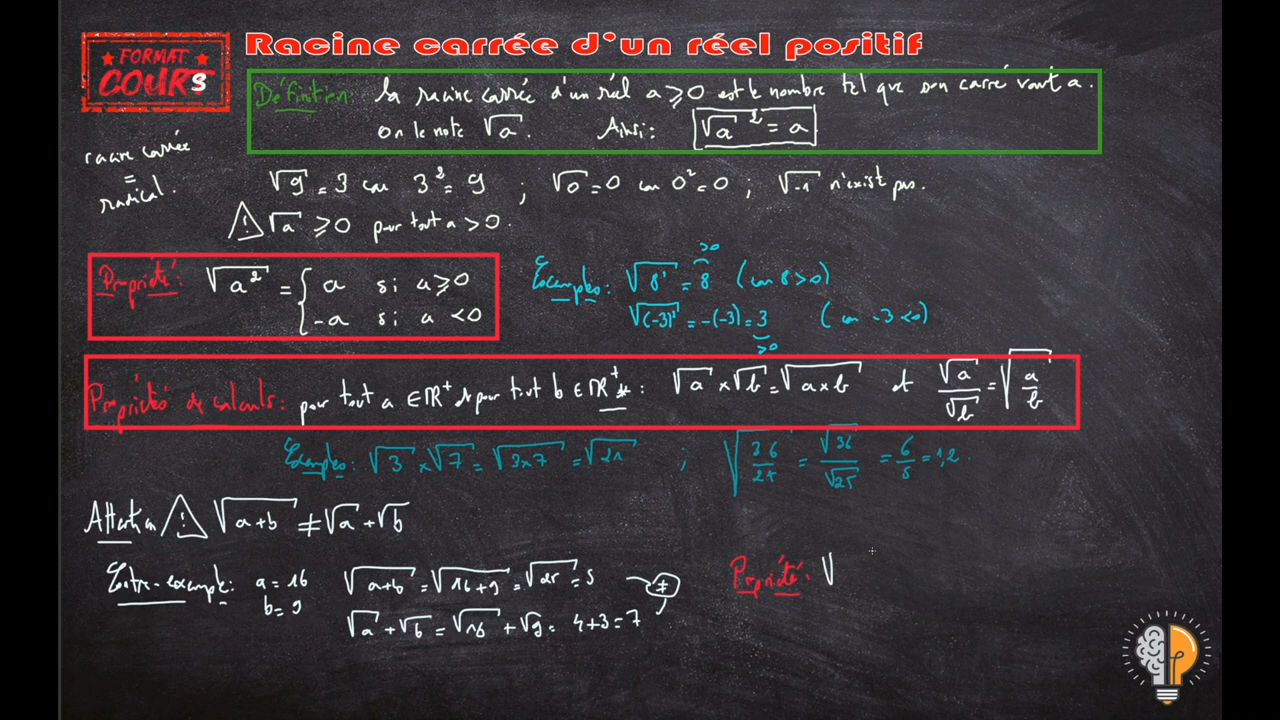 FORMAT
COURS
Racine carrée d'un réel positif
Définition: la racine carrée d'un réel a ⩾ 0 est le nombre tel que son carré vaut a.
On le note √a. Ainsi: √a² = a
racine carrée
=
radical.
√9 = 3 car 3² = 9 ; √0 = 0 car 0² = 0 ; √-1 n'exist pas.
⚠ √a ⩾ 0 pour tout a > 0.
Propriété: √a² = { a si a ⩾ 0
-a si a < 0
Exemples: √8² = 8 (car 8 > 0)
>0
√(-3)² = -(-3) = 3 (car -3 < 0)
>0
Propriétés de calculs: pour tout a ∈ ℝ⁺ et pour tout b ∈ ℝ⁺*: √a × √b = √a×b et √a/√b = √a/b
Exemples: √3 × √7 = √3×7 = √21 ; √36/25 = √36/√25 = 6/5 = 1,2.
Attention ⚠ √a+b ≠ √a + √b
Contre-exemple: a = 16 √a+b = √16+9 = √25 = 5
b = 9 √a + √b = √16 + √9 = 4+3 = 7
≠
Propriété: √